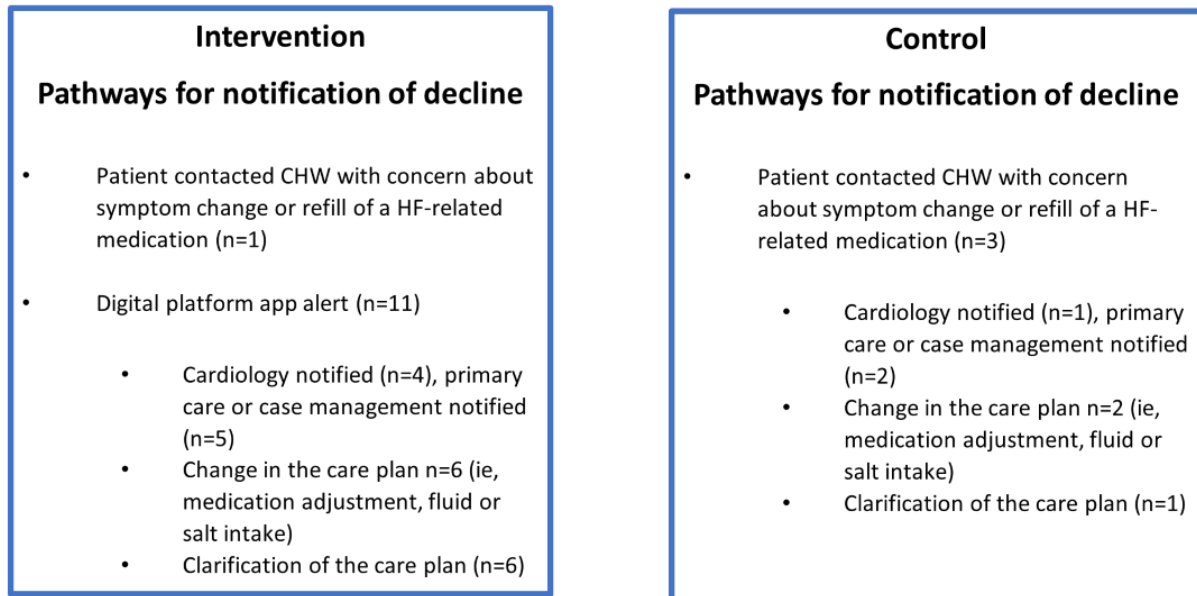 Intervention
Pathways for notification of decline
• Patient contacted CHW with concern about
symptom change or refill of a HF-related
medication (n=1)
• Digital platform app alert (n=11)
• Cardiology notified (n=4), primary
care or case management notified
(n=5)
• Change in the care plan n=6 (ie,
medication adjustment, fluid or
salt intake)
• Clarification of the care plan (n=6)
Control
Pathways for notification of decline
• Patient contacted CHW with concern
about symptom change or refill of a HF-
related medication (n=3)
• Cardiology notified (n=1), primary
care or case management notified
(n=2)
• Change in the care plan n=2 (ie,
medication adjustment, fluid or
salt intake)
• Clarification of the care plan (n=1)